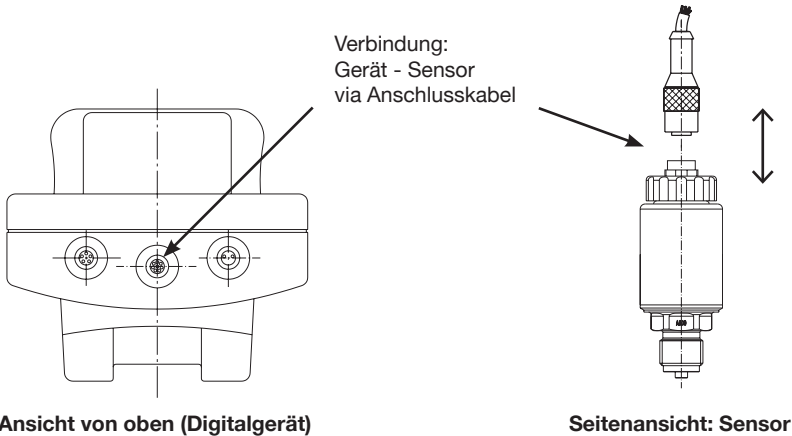 Verbindung:
Gerät - Sensor
via Anschlusskabel
Ansicht von oben (Digitalgerät)
Seitenansicht: Sensor